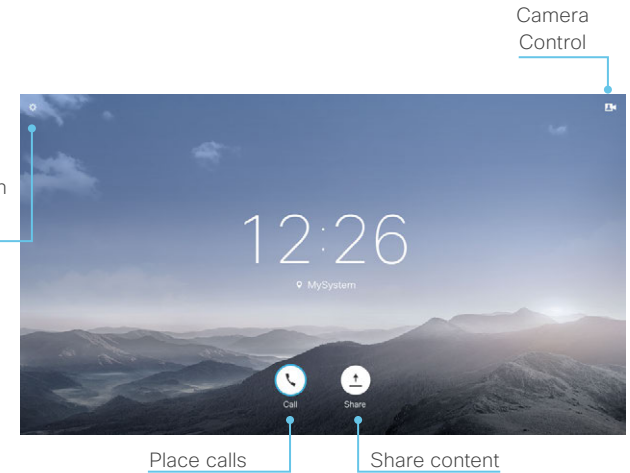 Camera
Control
12:26
MySystem
Call
Share
Place calls
Share content